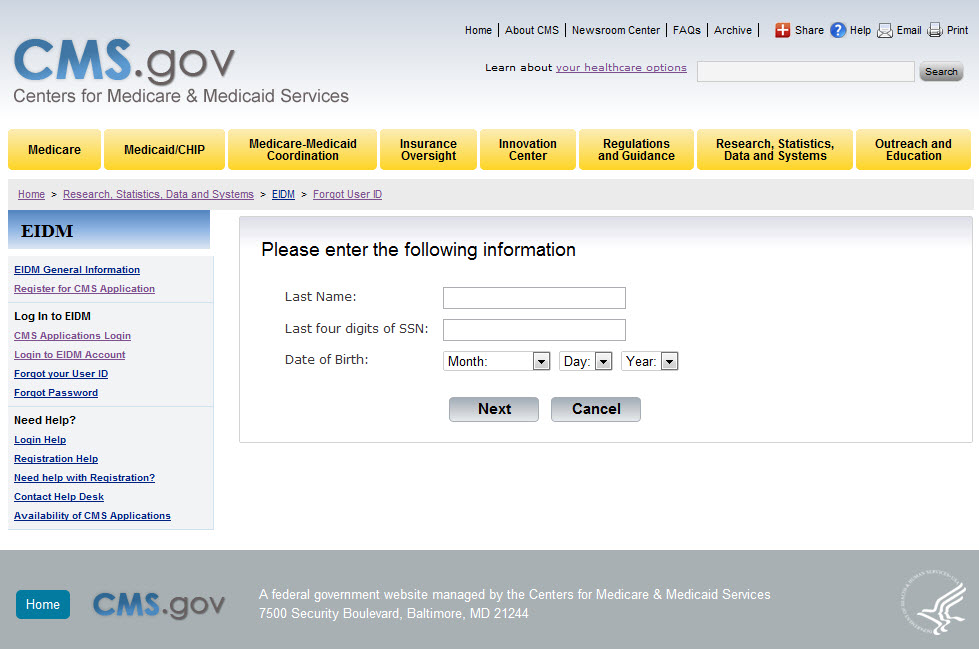 Home | About CMS | Newsroom Center | FAQs | Archive | Share Help Email Print
CMS.gov
Centers for Medicare & Medicaid Services
Learn about your healthcare options Search
Medicare
Medicaid/CHIP
Medicare-Medicaid
Coordination
Insurance
Oversight
Innovation
Center
Regulations
and Guidance
Research, Statistics,
Data and Systems
Outreach and
Education
Home > Research, Statistics, Data and Systems > EIDM > Forgot User ID
EIDM
EIDM General Information
Register for CMS Application
Log In to EIDM
CMS Applications Login
Login to EIDM Account
Forgot your User ID
Forgot Password
Need Help?
Login Help
Registration Help
Need help with Registration?
Contact Help Desk
Availability of CMS Applications
Please enter the following information
Last Name:
Last four digits of SSN:
Date of Birth: Month: Day: Year:
Next Cancel
Home
CMS.gov
A federal government website managed by the Centers for Medicare & Medicaid Services
7500 Security Boulevard, Baltimore, MD 21244